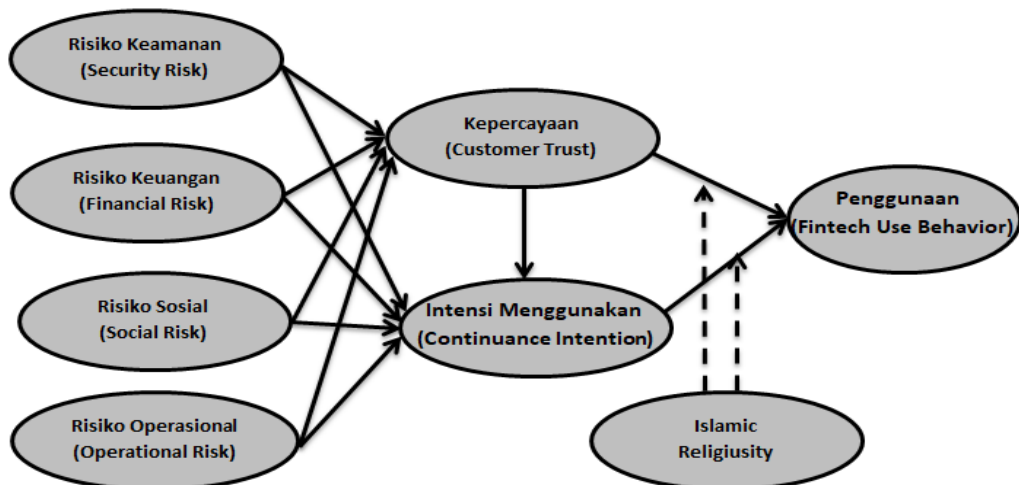 Risiko Keamanan
(Security Risk)
Risiko Keuangan
(Financial Risk)
Risiko Sosial
(Social Risk)
Risiko Operasional
(Operational Risk)
Kepercayaan
(Customer Trust)
Intensi Menggunakan
(Continuance Intention)
Penggunaan
(Fintech Use Behavior)
Islamic
Religiusity